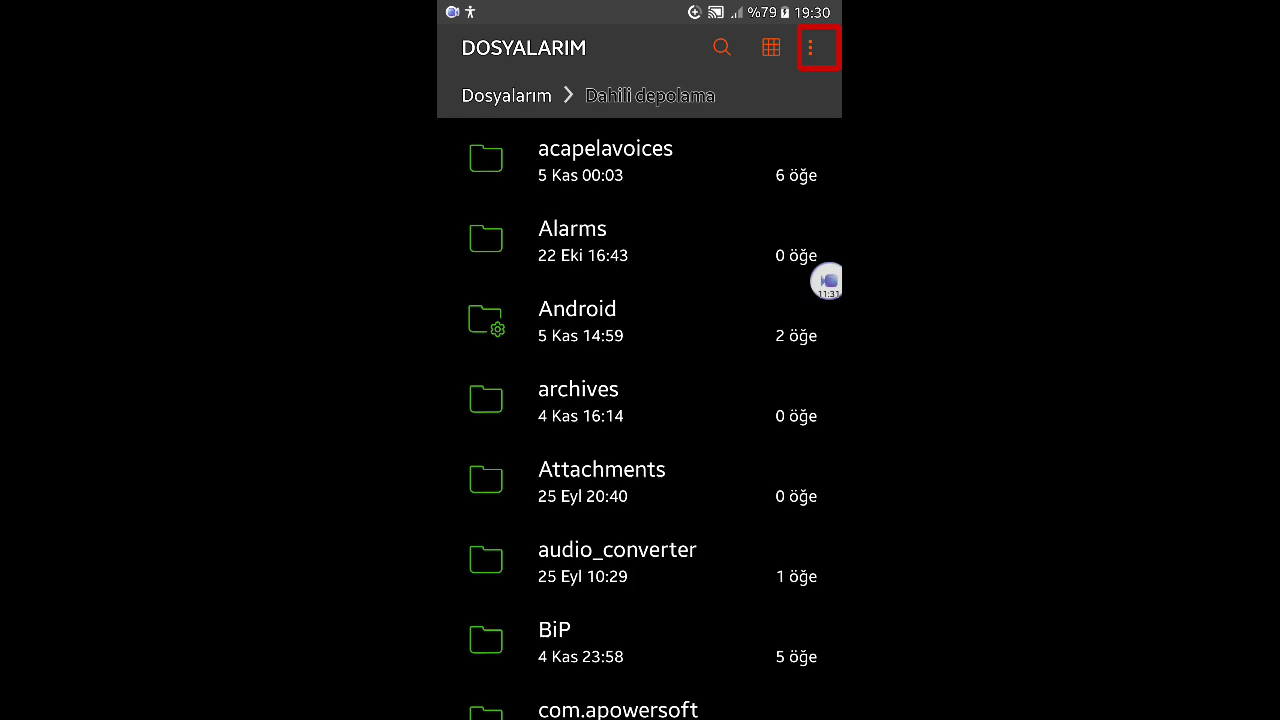 %79 19:30
DOSYALARIM
Dosyalarım > Dahili depolama
acapelavoices
5 Kas 00:03 6 öğe
Alarms
22 Eki 16:43 0 öğe
11:31
Android
5 Kas 14:59 2 öğe
archives
4 Kas 16:14 0 öğe
Attachments
25 Eyl 20:40 0 öğe
audio_converter
25 Eyl 10:29 1 öğe
BiP
4 Kas 23:58 5 öğe
com.apowersoft